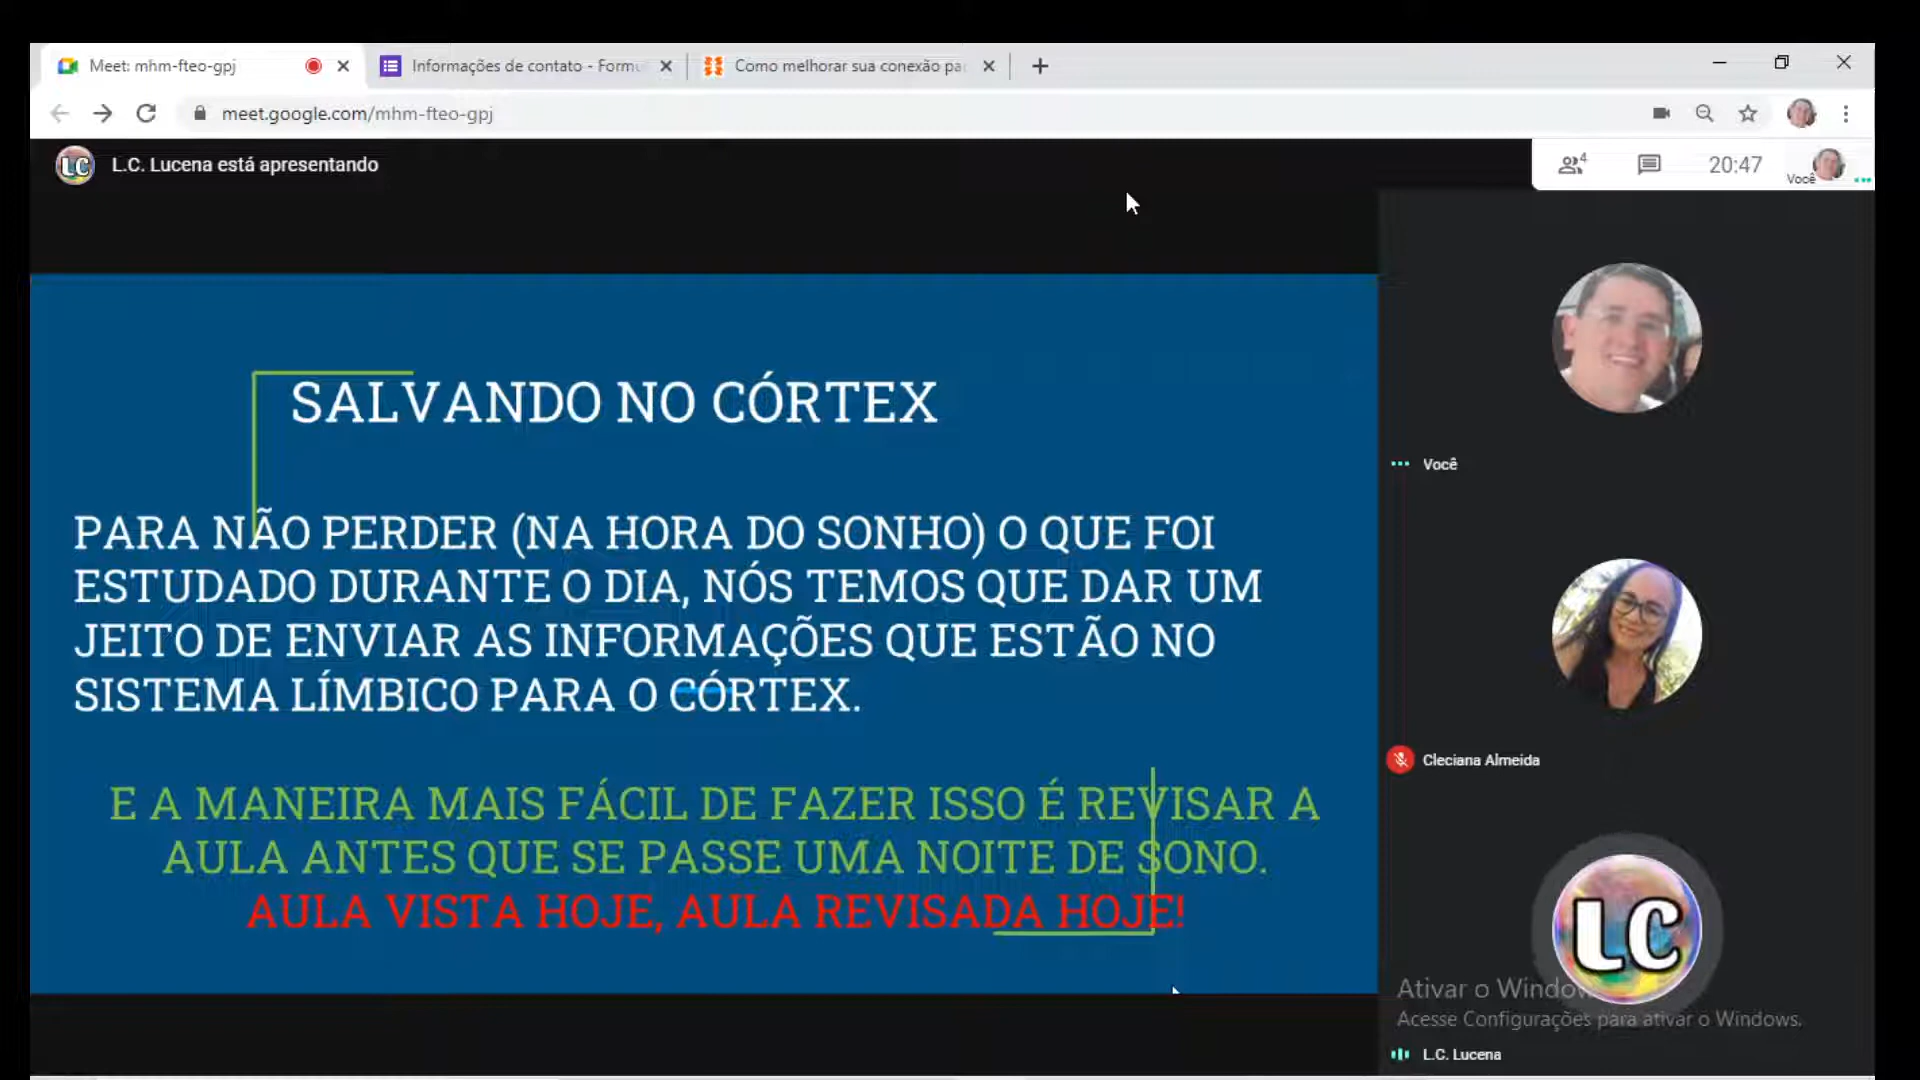 Meet: mhm-fteo-gpj
Informações de contato - Formu
Como melhorar sua conexão pa
meet.google.com/mhm-fteo-gpj
LC
L.C. Lucena está apresentando
4
20:47
Você
SALVANDO NO CÓRTEX
PARA NÃO PERDER (NA HORA DO SONHO) O QUE FOI
ESTUDADO DURANTE O DIA, NÓS TEMOS QUE DAR UM
JEITO DE ENVIAR AS INFORMAÇÕES QUE ESTÃO NO
SISTEMA LÍMBICO PARA O CÓRTEX.
E A MANEIRA MAIS FÁCIL DE FAZER ISSO É REVISAR A
AULA ANTES QUE SE PASSE UMA NOITE DE SONO.
AULA VISTA HOJE, AULA REVISADA HOJE!
Você
Cleciana Almeida
LC
Ativar o Windows
Acesse Configurações para ativar o Windows.
L.C. Lucena